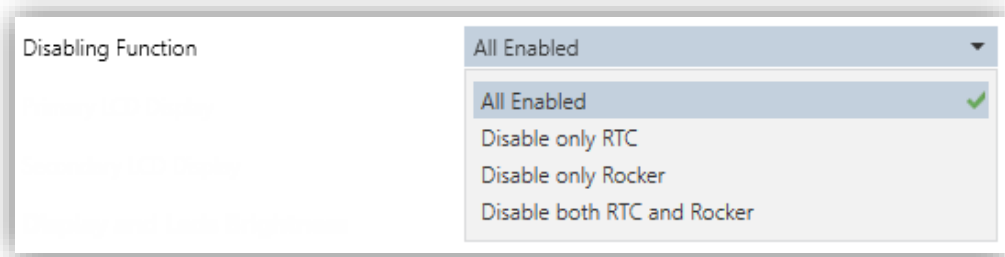 Disabling Function
All Enabled
All Enabled
Disable only RTC
Disable only Rocker
Disable both RTC and Rocker